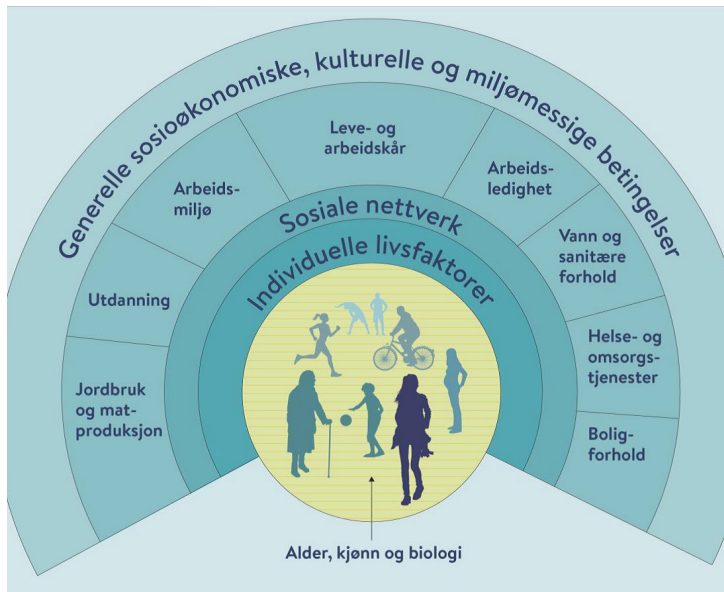 Generelle sosioøkonomiske, kulturelle og miljømessige betingelser
Leve- og
arbeidskår
Arbeids-
miljø
Arbeids-
ledighet
Sosiale nettverk
Individuelle livsfaktorer
Vann og
sanitære
forhold
Utdanning
Helse- og
omsorgs-
tjenester
Jordbruk
og mat-
produksjon
Bolig-
forhold
Alder, kjønn og biologi